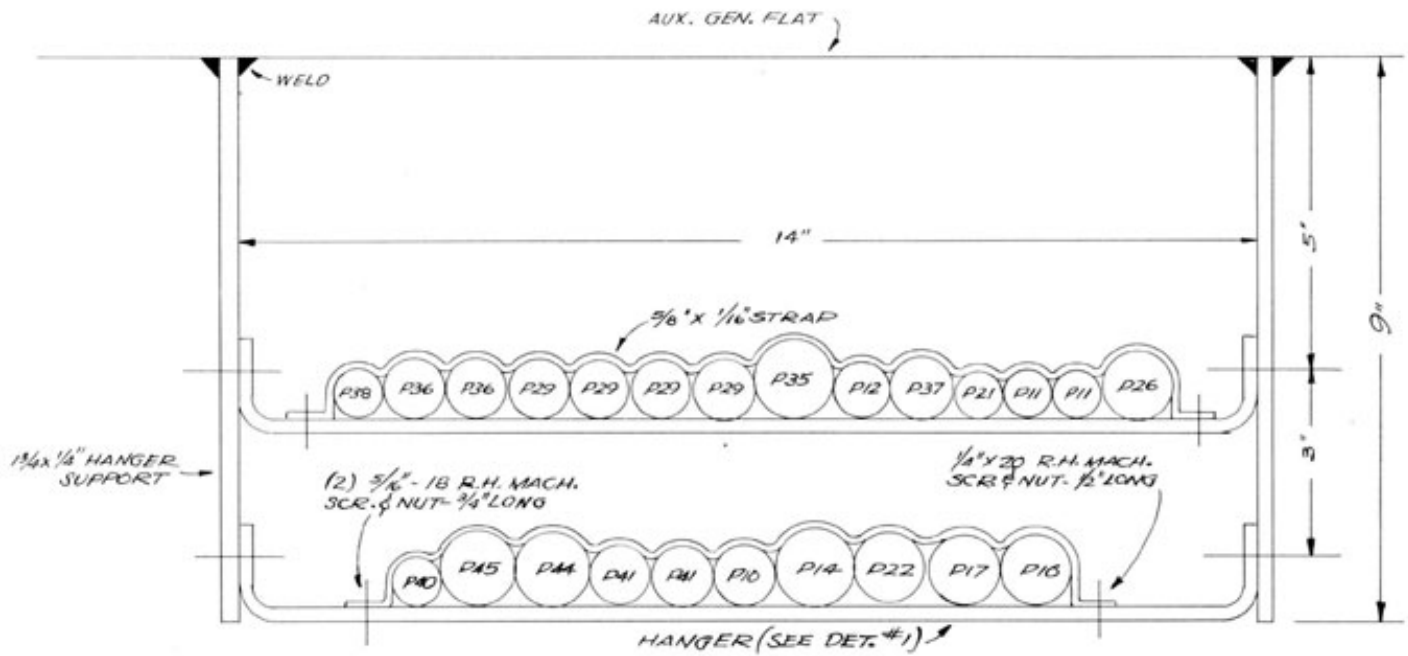 AUX. GEN. FLAT
WELD
14"
5"
9"
5/8" X 1/16" STRAP
P38 P36 P36 P29 P29 P29 P29 P35 P12 P37 P21 P11 P11 P26
3"
1 3/4 x 1/4" HANGER
SUPPORT
(2) 5/16"-18 R.H. MACH.
SCR. & NUT- 3/4" LONG
1/4" X 20 R.H. MACH.
SCR. & NUT- 1/2" LONG
P40 P45 P44 P41 P41 P10 P14 P22 P17 P18
HANGER (SEE DET. #1)